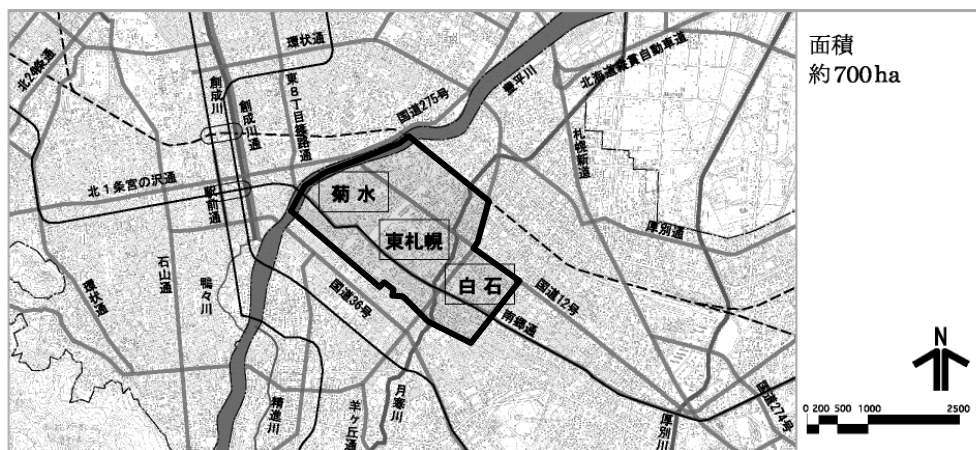 面積
約700ha
北24条通
環状通
創成川
創成川通
東8丁目篠路通
国道275号
豊平川
北海道縦貫自動車道
札幌新道
北1条宮の沢通
駅前通
菊水
東札幌
白石
厚別通
環状通
石山通
鴨々川
国道36号
国道12号
南郷通
精進川
羊ヶ丘通
月寒川
厚別川
国道274号
N
0 200 500 1000 2500